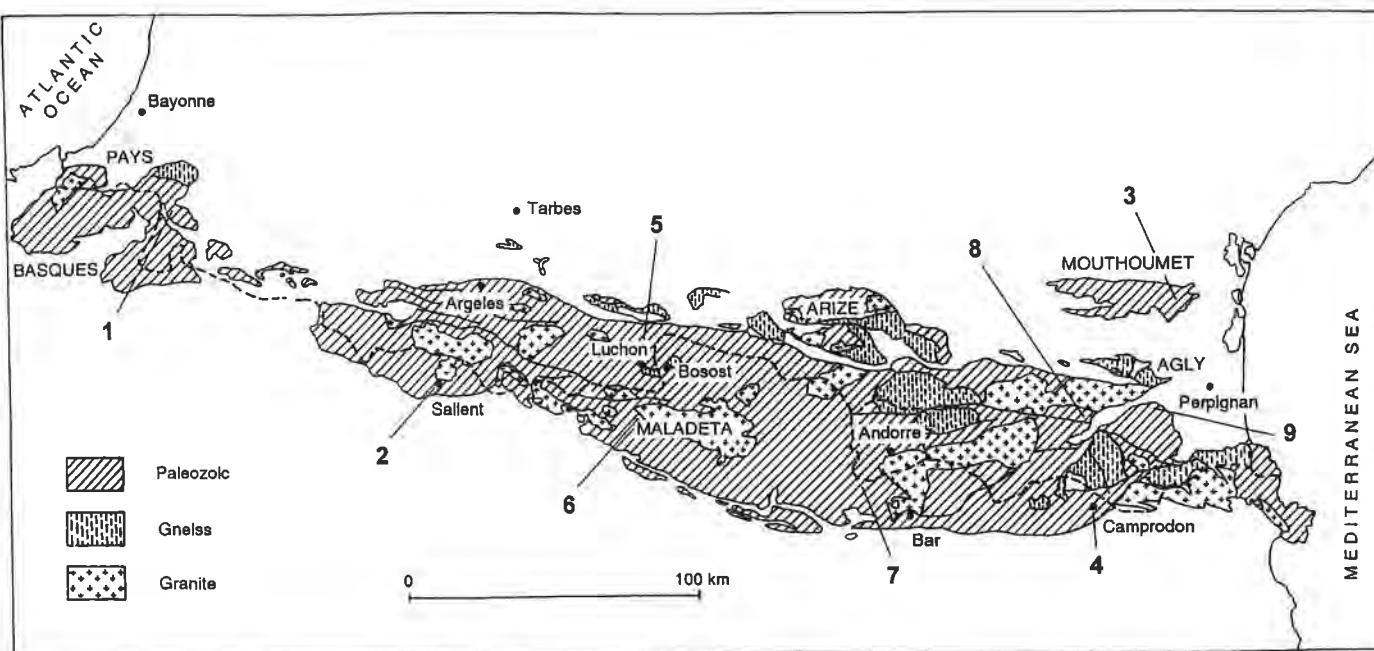 ATLANTIC
OCEAN
Bayonne
PAYS
BASQUES
1
Tarbes
5
3
MOUTHOUMET
8
Argeles
ARIZE
Luchon
Bosost
AGLY
Perpignan
Sallent
MALADETA
Andorre
9
2
6
Paleozoic
Gneiss
Granite
Bar
Camprodon
7
4
0
100 km
MEDITERRANEAN SEA